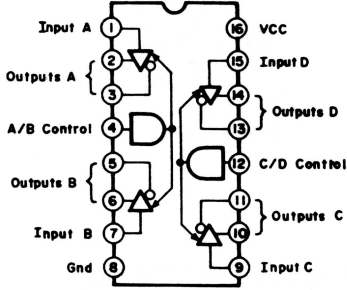 Input A 1 16 VCC
2 15 Input D
Outputs A
3 14 Outputs D
13
A/B Control 4 12 C/D Control
5 11
Outputs B Outputs C
6 10
Input B 7 9 Input C
Gnd 8